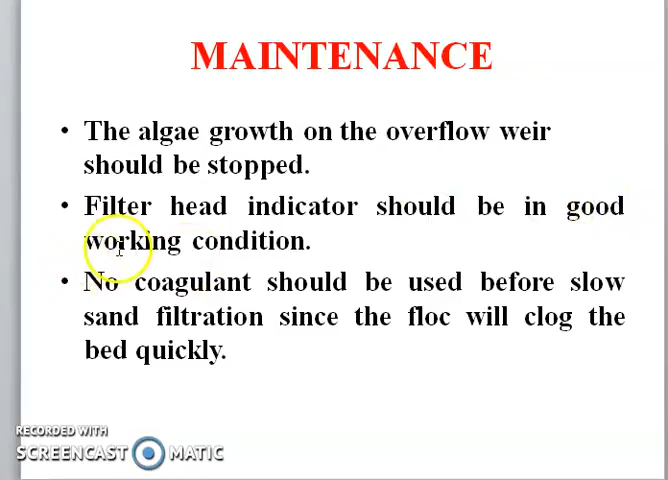 MAINTENANCE
• The algae growth on the overflow weir
should be stopped.
• Filter head indicator should be in good
working condition.
• No coagulant should be used before slow
sand filtration since the floc will clog the
bed quickly.
RECORDED WITH
SCREENCAST MATIC